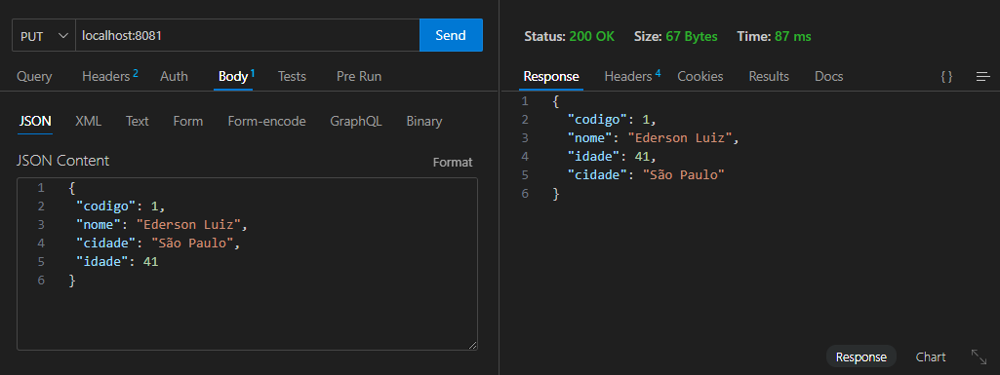 PUT localhost:8081 Send
Query Headers 2 Auth Body 1 Tests Pre Run
JSON XML Text Form Form-encode GraphQL Binary
JSON Content Format
1 {
2 "codigo": 1,
3 "nome": "Ederson Luiz",
4 "cidade": "São Paulo",
5 "idade": 41
6 }
Status: 200 OK Size: 67 Bytes Time: 87 ms
Response Headers 4 Cookies Results Docs { }
1 {
2 "codigo": 1,
3 "nome": "Ederson Luiz",
4 "idade": 41,
5 "cidade": "São Paulo"
6 }
Response Chart